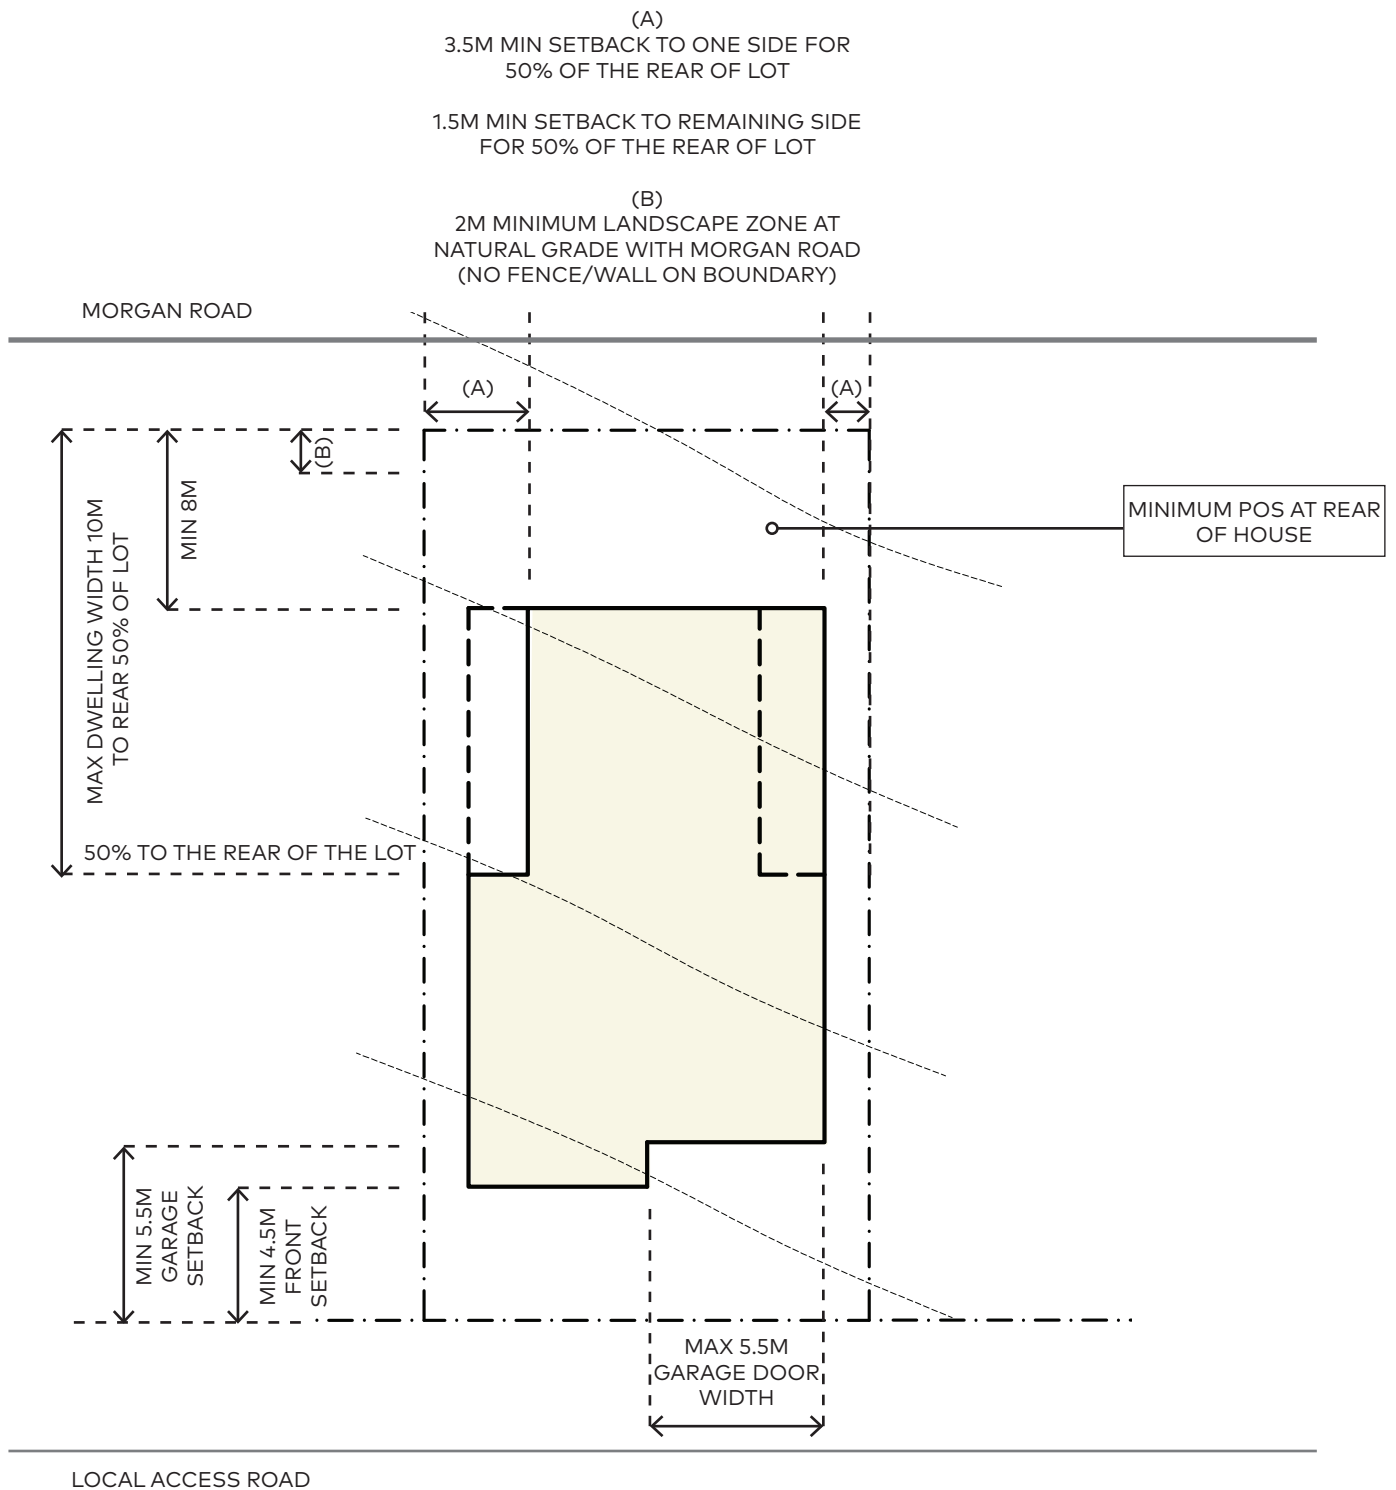 (A)
3.5M MIN SETBACK TO ONE SIDE FOR
50% OF THE REAR OF LOT
1.5M MIN SETBACK TO REMAINING SIDE
FOR 50% OF THE REAR OF LOT
(B)
2M MINIMUM LANDSCAPE ZONE AT
NATURAL GRADE WITH MORGAN ROAD
(NO FENCE/WALL ON BOUNDARY)
MORGAN ROAD
(A)
(A)
(B)
MIN 8M
MAX DWELLING WIDTH 10M
TO REAR 50% OF LOT
MINIMUM POS AT REAR
OF HOUSE
50% TO THE REAR OF THE LOT
MIN 5.5M
GARAGE
SETBACK
MIN 4.5M
FRONT
SETBACK
MAX 5.5M
GARAGE DOOR
WIDTH
LOCAL ACCESS ROAD